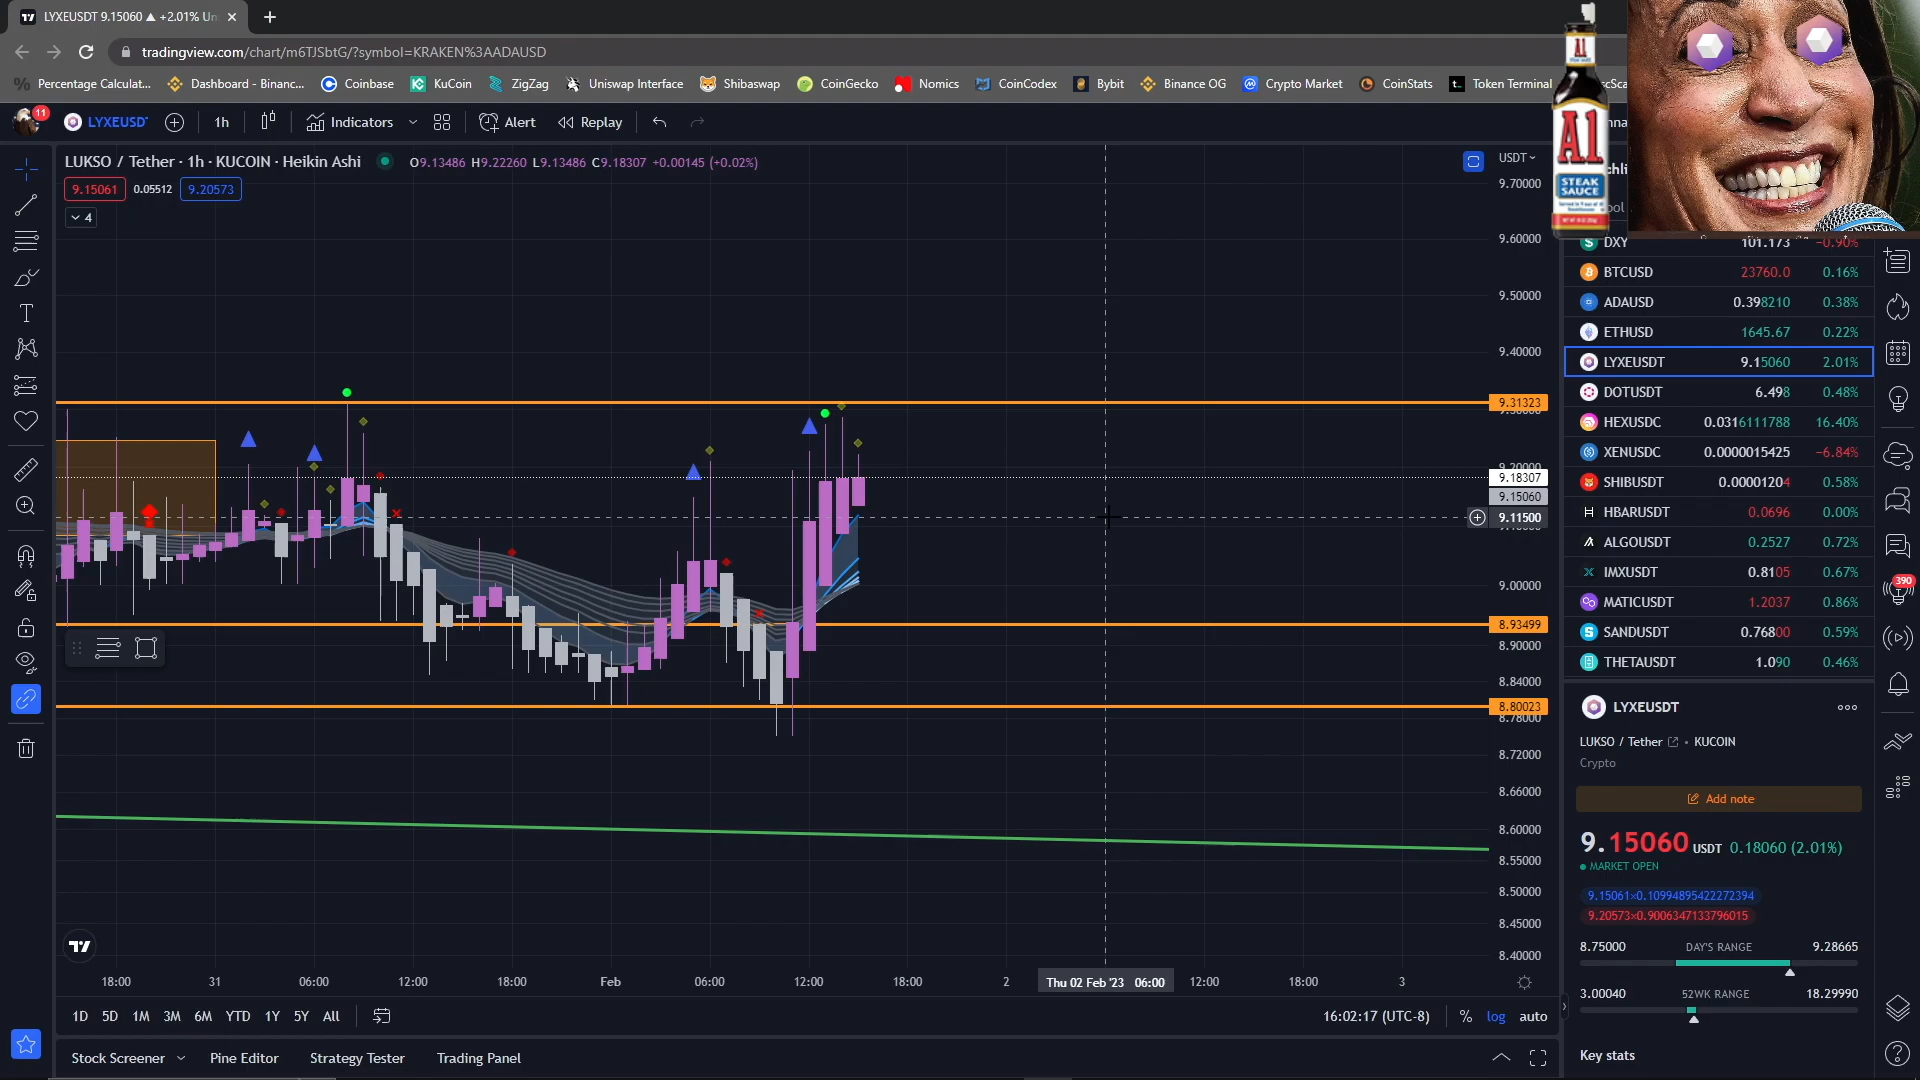 LYXEUSDT 9.15060 ▲ +2.01% Un
tradingview.com/chart/m6TJSbtG/?symbol=KRAKEN%3AADAUSD
Percentage Calculat... Dashboard - Binanc... Coinbase KuCoin ZigZag Uniswap Interface Shibaswap CoinGecko Nomics CoinCodex Bybit Binance OG Crypto Market CoinStats Token Terminal
11 LYXEUSD 1h Indicators Alert Replay
LUKSO / Tether · 1h · KUCOIN · Heikin Ashi O9.13486 H9.22260 L9.13486 C9.18307 +0.00145 (+0.02%)
9.15061 0.05512 9.20573
4
USDT
9.70000
9.60000
9.50000
9.40000
9.31323
9.20000
9.18307
9.15060
9.11500
9.00000
8.93499
8.90000
8.84000
8.80023
8.78000
8.72000
8.66000
8.60000
8.55000
8.50000
8.45000
8.40000
18:00 31 06:00 12:00 18:00 Feb 06:00 12:00 18:00 2 Thu 02 Feb '23 06:00 12:00 18:00 3
1D 5D 1M 3M 6M YTD 1Y 5Y All 16:02:17 (UTC-8) % log auto
Stock Screener Pine Editor Strategy Tester Trading Panel
A1
STEAK
SAUCE
DXY 101.173 −0.90%
BTCUSD 23760.0 0.16%
ADAUSD 0.398210 0.38%
ETHUSD 1645.67 0.22%
LYXEUSDT 9.15060 2.01%
DOTUSDT 6.498 0.48%
HEXUSDC 0.0316111788 16.40%
XENUSDC 0.0000015425 −6.84%
SHIBUSDT 0.00001204 0.58%
HBARUSDT 0.0696 0.00%
ALGOUSDT 0.2527 0.72%
IMXUSDT 0.8105 0.67%
MATICUSDT 1.2037 0.86%
SANDUSDT 0.76800 0.59%
THETAUSDT 1.090 0.46%
390
LYXEUSDT
LUKSO / Tether • KUCOIN
Crypto
Add note
9.15060 USDT 0.18060 (2.01%)
MARKET OPEN
9.15061×0.10994895422272394
9.20573×0.9006347133796015
8.75000 DAY'S RANGE 9.28665
3.00040 52WK RANGE 18.29990
Key stats